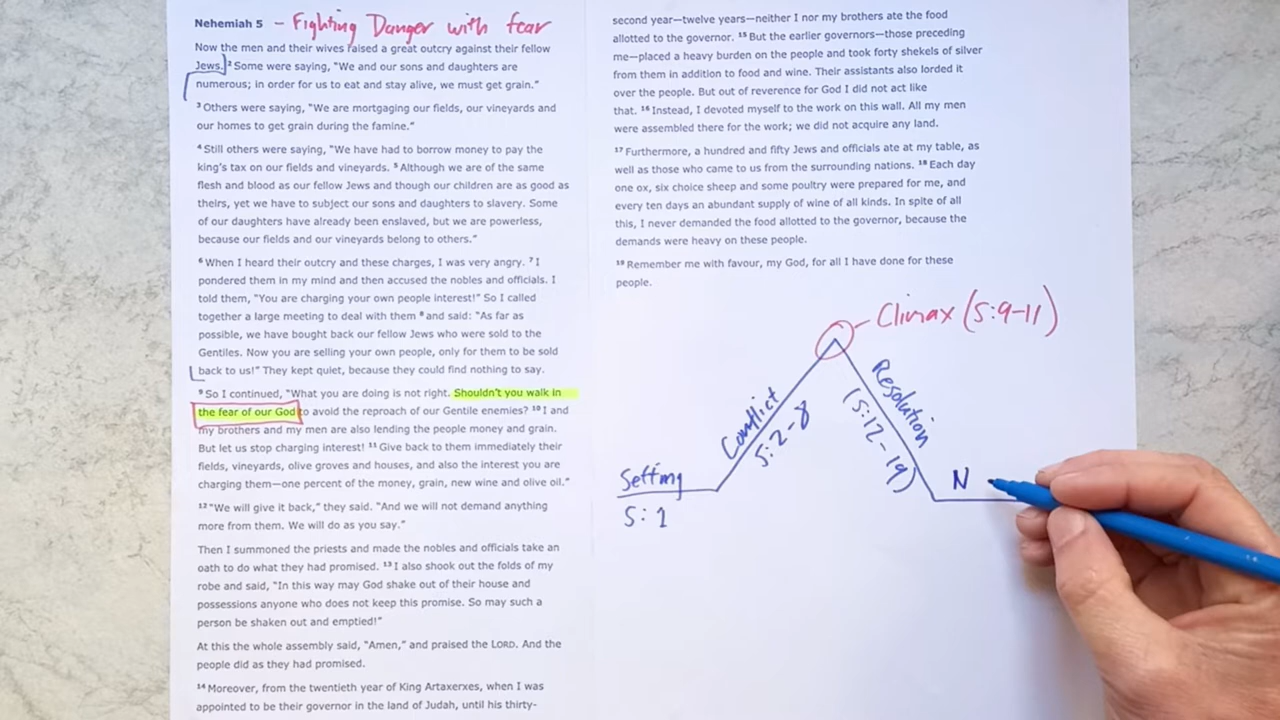 Nehemiah 5 - Fighting Danger with fear
Now the men and their wives raised a great outcry against their fellow
Jews. 2 Some were saying, "We and our sons and daughters are
numerous; in order for us to eat and stay alive, we must get grain."
3 Others were saying, "We are mortgaging our fields, our vineyards and
our homes to get grain during the famine."
4 Still others were saying, "We have had to borrow money to pay the
king's tax on our fields and vineyards. 5 Although we are of the same
flesh and blood as our fellow Jews and though our children are as good as
theirs, yet we have to subject our sons and daughters to slavery. Some
of our daughters have already been enslaved, but we are powerless,
because our fields and our vineyards belong to others."
6 When I heard their outcry and these charges, I was very angry. 7 I
pondered them in my mind and then accused the nobles and officials. I
told them, "You are charging your own people interest!" So I called
together a large meeting to deal with them 8 and said: "As far as
possible, we have bought back our fellow Jews who were sold to the
Gentiles. Now you are selling your own people, only for them to be sold
back to us!" They kept quiet, because they could find nothing to say.
9 So I continued, "What you are doing is not right. Shouldn't you walk in
the fear of our God to avoid the reproach of our Gentile enemies? 10 I and
my brothers and my men are also lending the people money and grain.
But let us stop charging interest! 11 Give back to them immediately their
fields, vineyards, olive groves and houses, and also the interest you are
charging them—one percent of the money, grain, new wine and olive oil."
12 "We will give it back," they said. "And we will not demand anything
more from them. We will do as you say."
Then I summoned the priests and made the nobles and officials take an
oath to do what they had promised. 13 I also shook out the folds of my
robe and said, "In this way may God shake out of their house and
possessions anyone who does not keep this promise. So may such a
person be shaken out and emptied!"
At this the whole assembly said, "Amen," and praised the LORD. And the
people did as they had promised.
14 Moreover, from the twentieth year of King Artaxerxes, when I was
appointed to be their governor in the land of Judah, until his thirty-
second year—twelve years—neither I nor my brothers ate the food
allotted to the governor. 15 But the earlier governors—those preceding
me—placed a heavy burden on the people and took forty shekels of silver
from them in addition to food and wine. Their assistants also lorded it
over the people. But out of reverence for God I did not act like
that. 16 Instead, I devoted myself to the work on this wall. All my men
were assembled there for the work; we did not acquire any land.
17 Furthermore, a hundred and fifty Jews and officials ate at my table, as
well as those who came to us from the surrounding nations. 18 Each day
one ox, six choice sheep and some poultry were prepared for me, and
every ten days an abundant supply of wine of all kinds. In spite of all
this, I never demanded the food allotted to the governor, because the
demands were heavy on these people.
19 Remember me with favour, my God, for all I have done for these
people.
Climax (5:9-11)
Conflict
5:2-8
Resolution
(5:12-19)
Setting
5:1
N